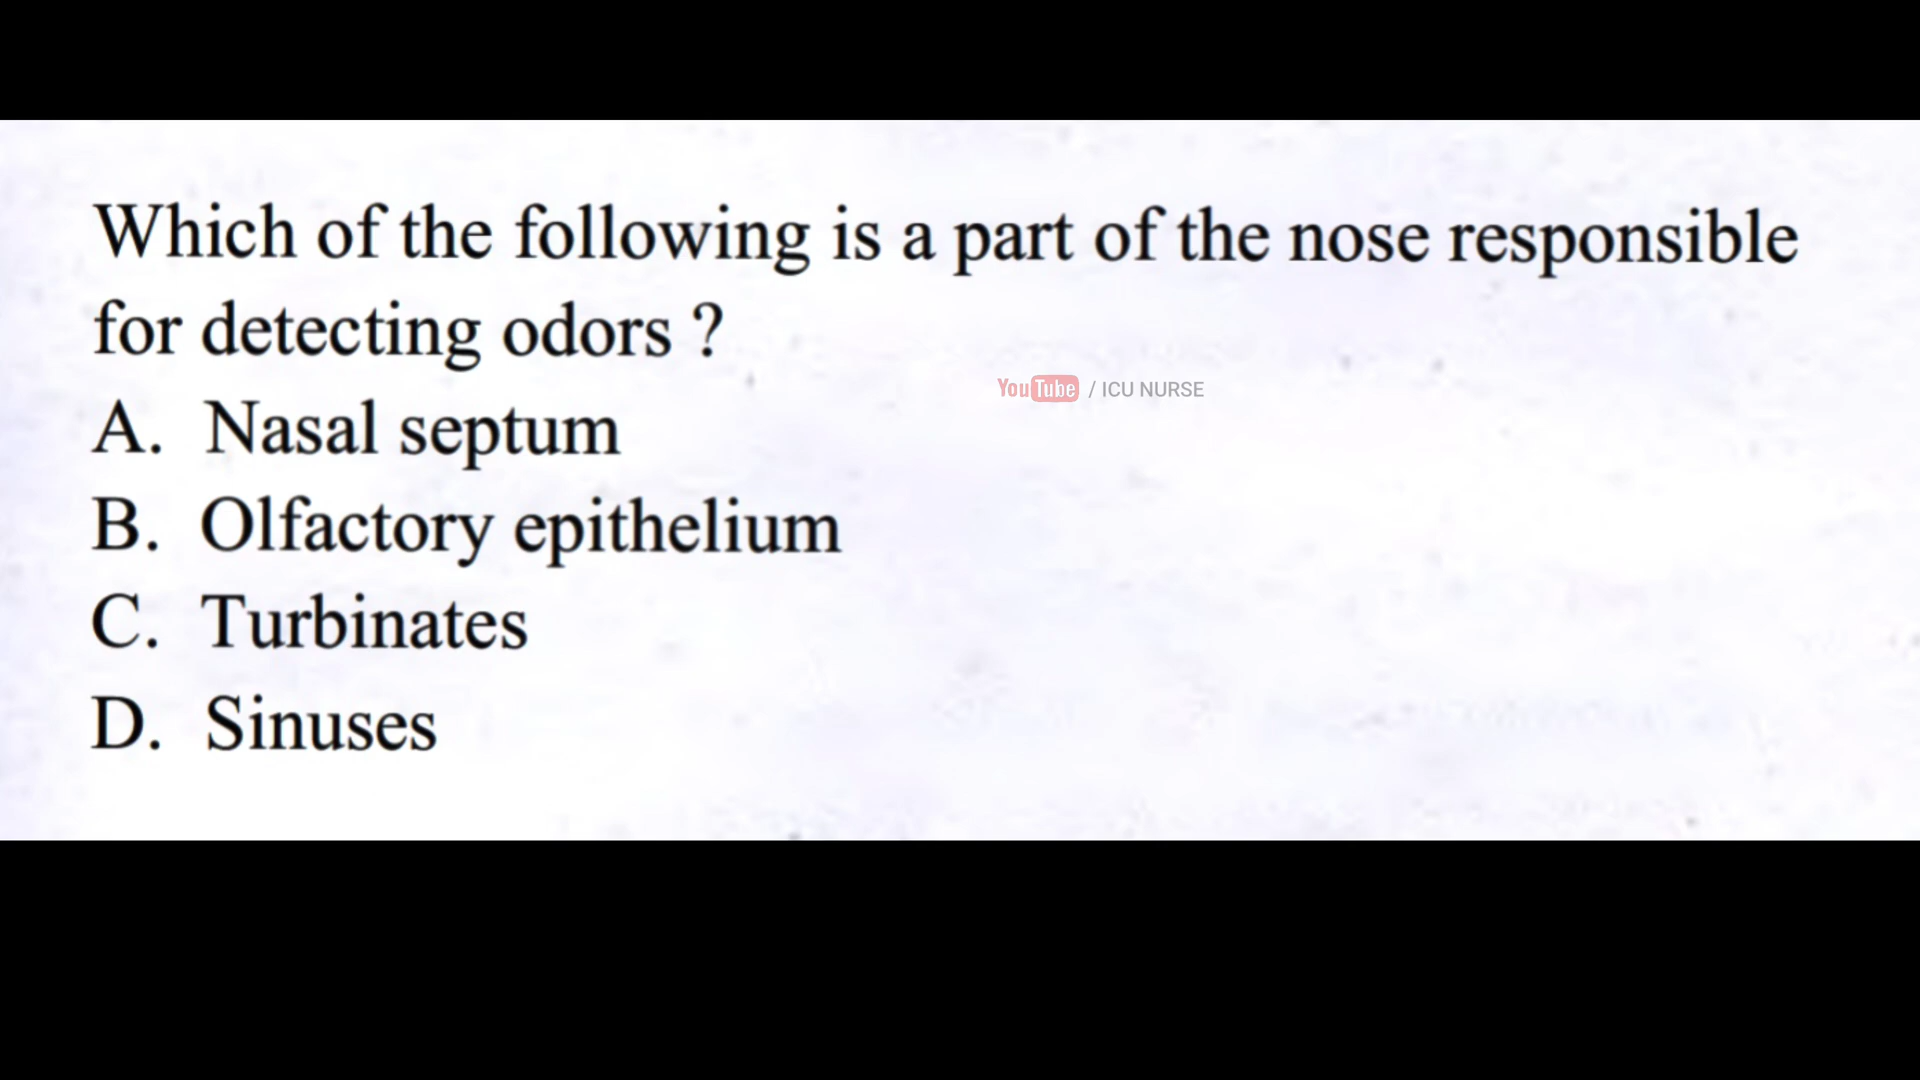 Which of the following is a part of the nose responsible
for detecting odors ?
YouTube / ICU NURSE
A. Nasal septum
B. Olfactory epithelium
C. Turbinates
D. Sinuses